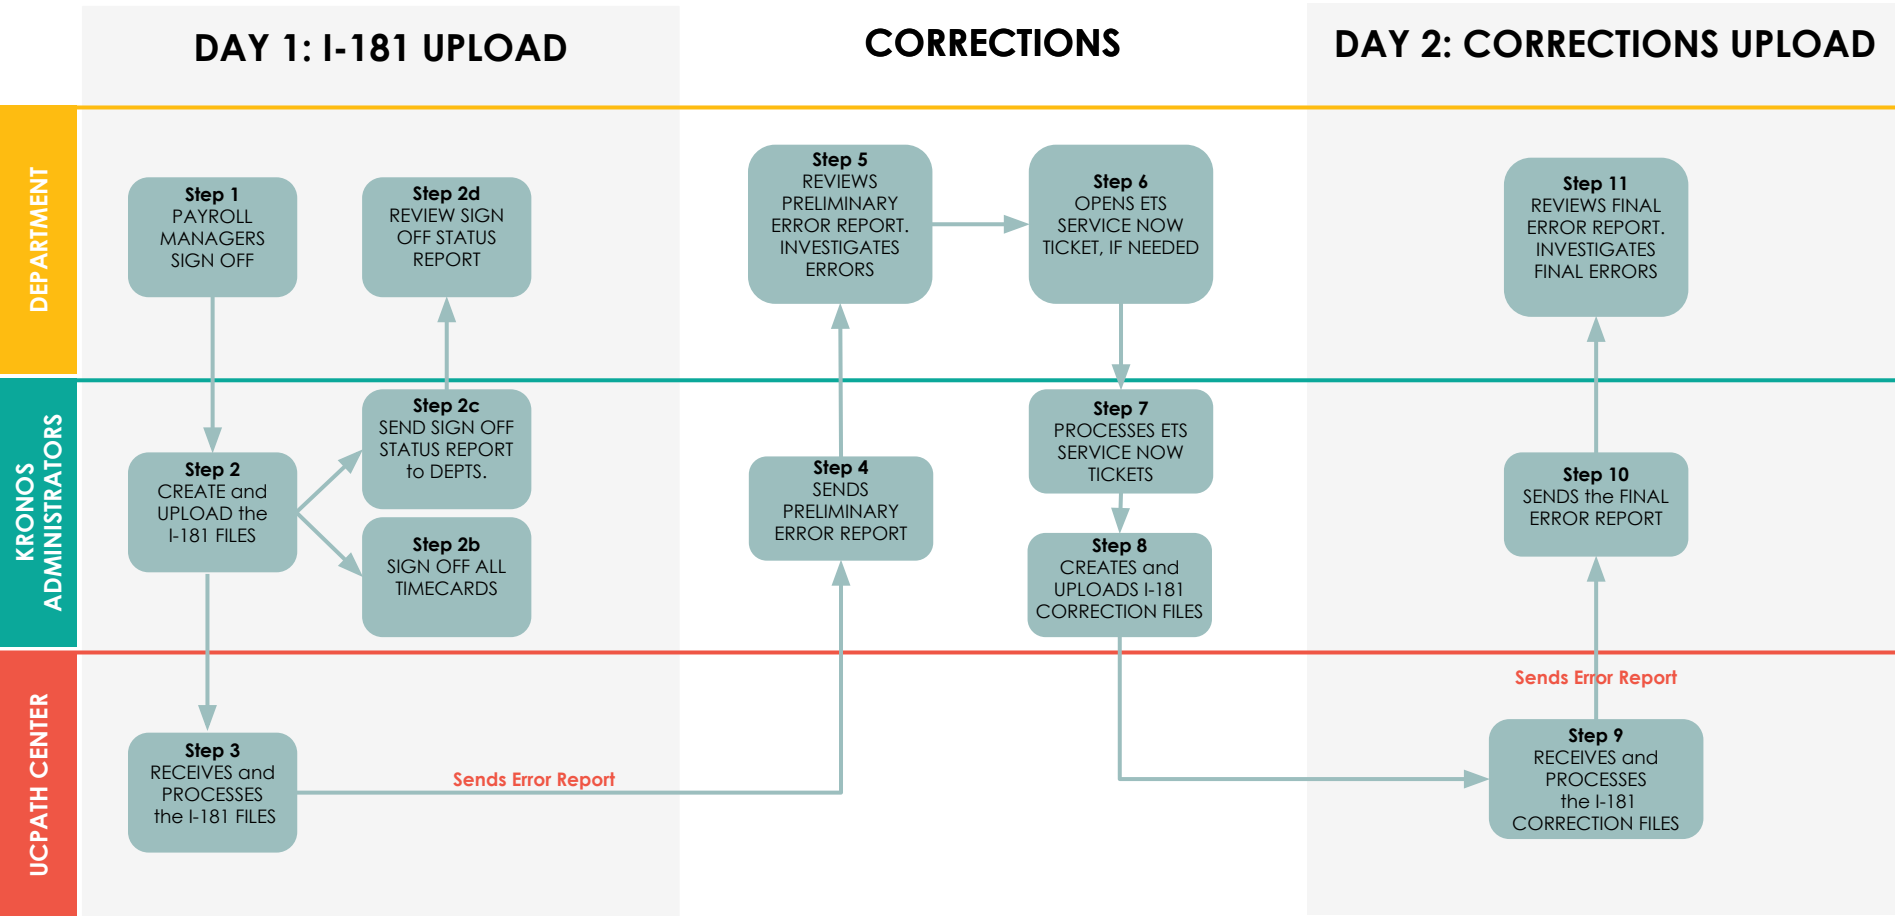 DAY 1: I-181 UPLOAD
CORRECTIONS
DAY 2: CORRECTIONS UPLOAD
DEPARTMENT
Step 1
PAYROLL
MANAGERS
SIGN OFF
Step 2d
REVIEW SIGN
OFF STATUS
REPORT
Step 5
REVIEWS
PRELIMINARY
ERROR REPORT.
INVESTIGATES
ERRORS
Step 6
OPENS ETS
SERVICE NOW
TICKET, IF NEEDED
Step 11
REVIEWS FINAL
ERROR REPORT.
INVESTIGATES
FINAL ERRORS
KRONOS
ADMINISTRATORS
Step 2
CREATE and
UPLOAD the
I-181 FILES
Step 2c
SEND SIGN OFF
STATUS REPORT
to DEPTS.
Step 2b
SIGN OFF ALL
TIMECARDS
Step 4
SENDS
PRELIMINARY
ERROR REPORT
Step 7
PROCESSES ETS
SERVICE NOW
TICKETS
Step 8
CREATES and
UPLOADS I-181
CORRECTION FILES
Step 10
SENDS the FINAL
ERROR REPORT
UCPATH CENTER
Step 3
RECEIVES and
PROCESSES
the I-181 FILES
Sends Error Report
Sends Error Report
Step 9
RECEIVES and
PROCESSES
the I-181
CORRECTION FILES